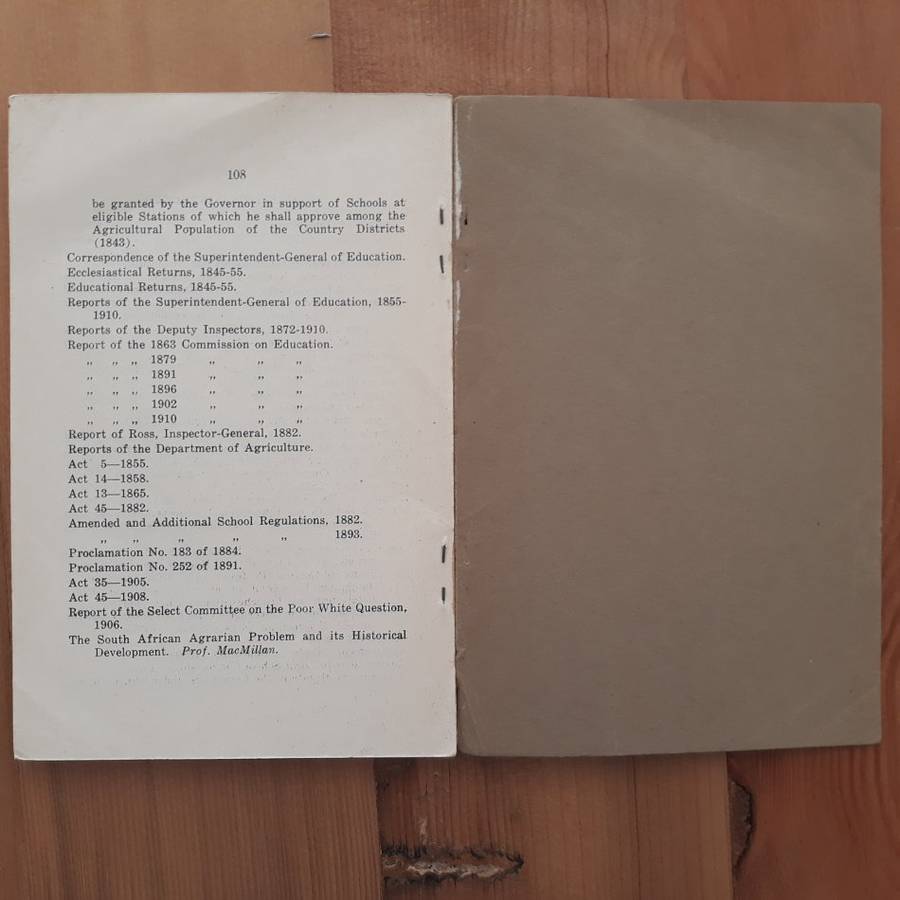 108
be granted by the Governor in support of Schools at
eligible Stations of which he shall approve among the
Agricultural Population of the Country Districts
(1843).
Correspondence of the Superintendent-General of Education.
Ecclesiastical Returns, 1845-55.
Educational Returns, 1845-55.
Reports of the Superintendent-General of Education, 1855-
1910.
Reports of the Deputy Inspectors, 1872-1910.
Report of the 1863 Commission on Education.
„ „ „ 1879 „ „ „
„ „ „ 1891 „ „ „
„ „ „ 1896 „ „ „
„ „ „ 1902 „ „ „
„ „ „ 1910 „ „ „
Report of Ross, Inspector-General, 1882.
Reports of the Department of Agriculture.
Act 5—1855.
Act 14—1858.
Act 13—1865.
Act 45—1882.
Amended and Additional School Regulations, 1882.
„ „ „ „ „ 1893.
Proclamation No. 183 of 1884.
Proclamation No. 252 of 1891.
Act 35—1905.
Act 45—1908.
Report of the Select Committee on the Poor White Question,
1906.
The South African Agrarian Problem and its Historical
Development. Prof. MacMillan.